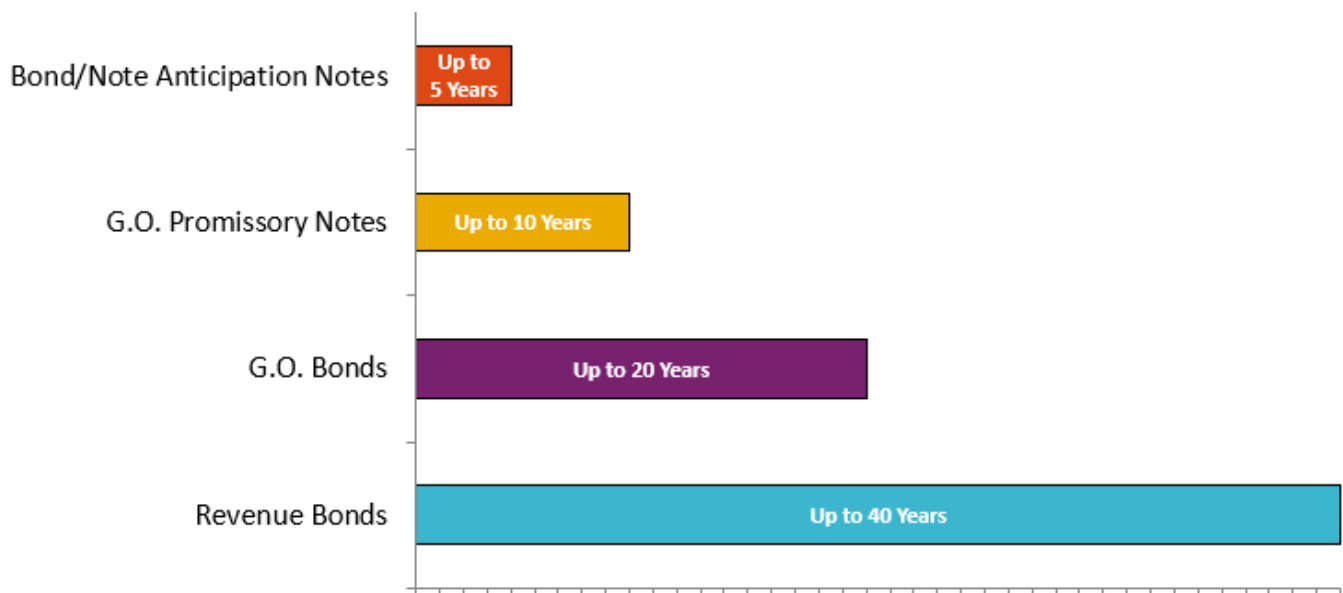 Bond/Note Anticipation Notes
Up to
5 Years
G.O. Promissory Notes
Up to 10 Years
G.O. Bonds
Up to 20 Years
Revenue Bonds
Up to 40 Years